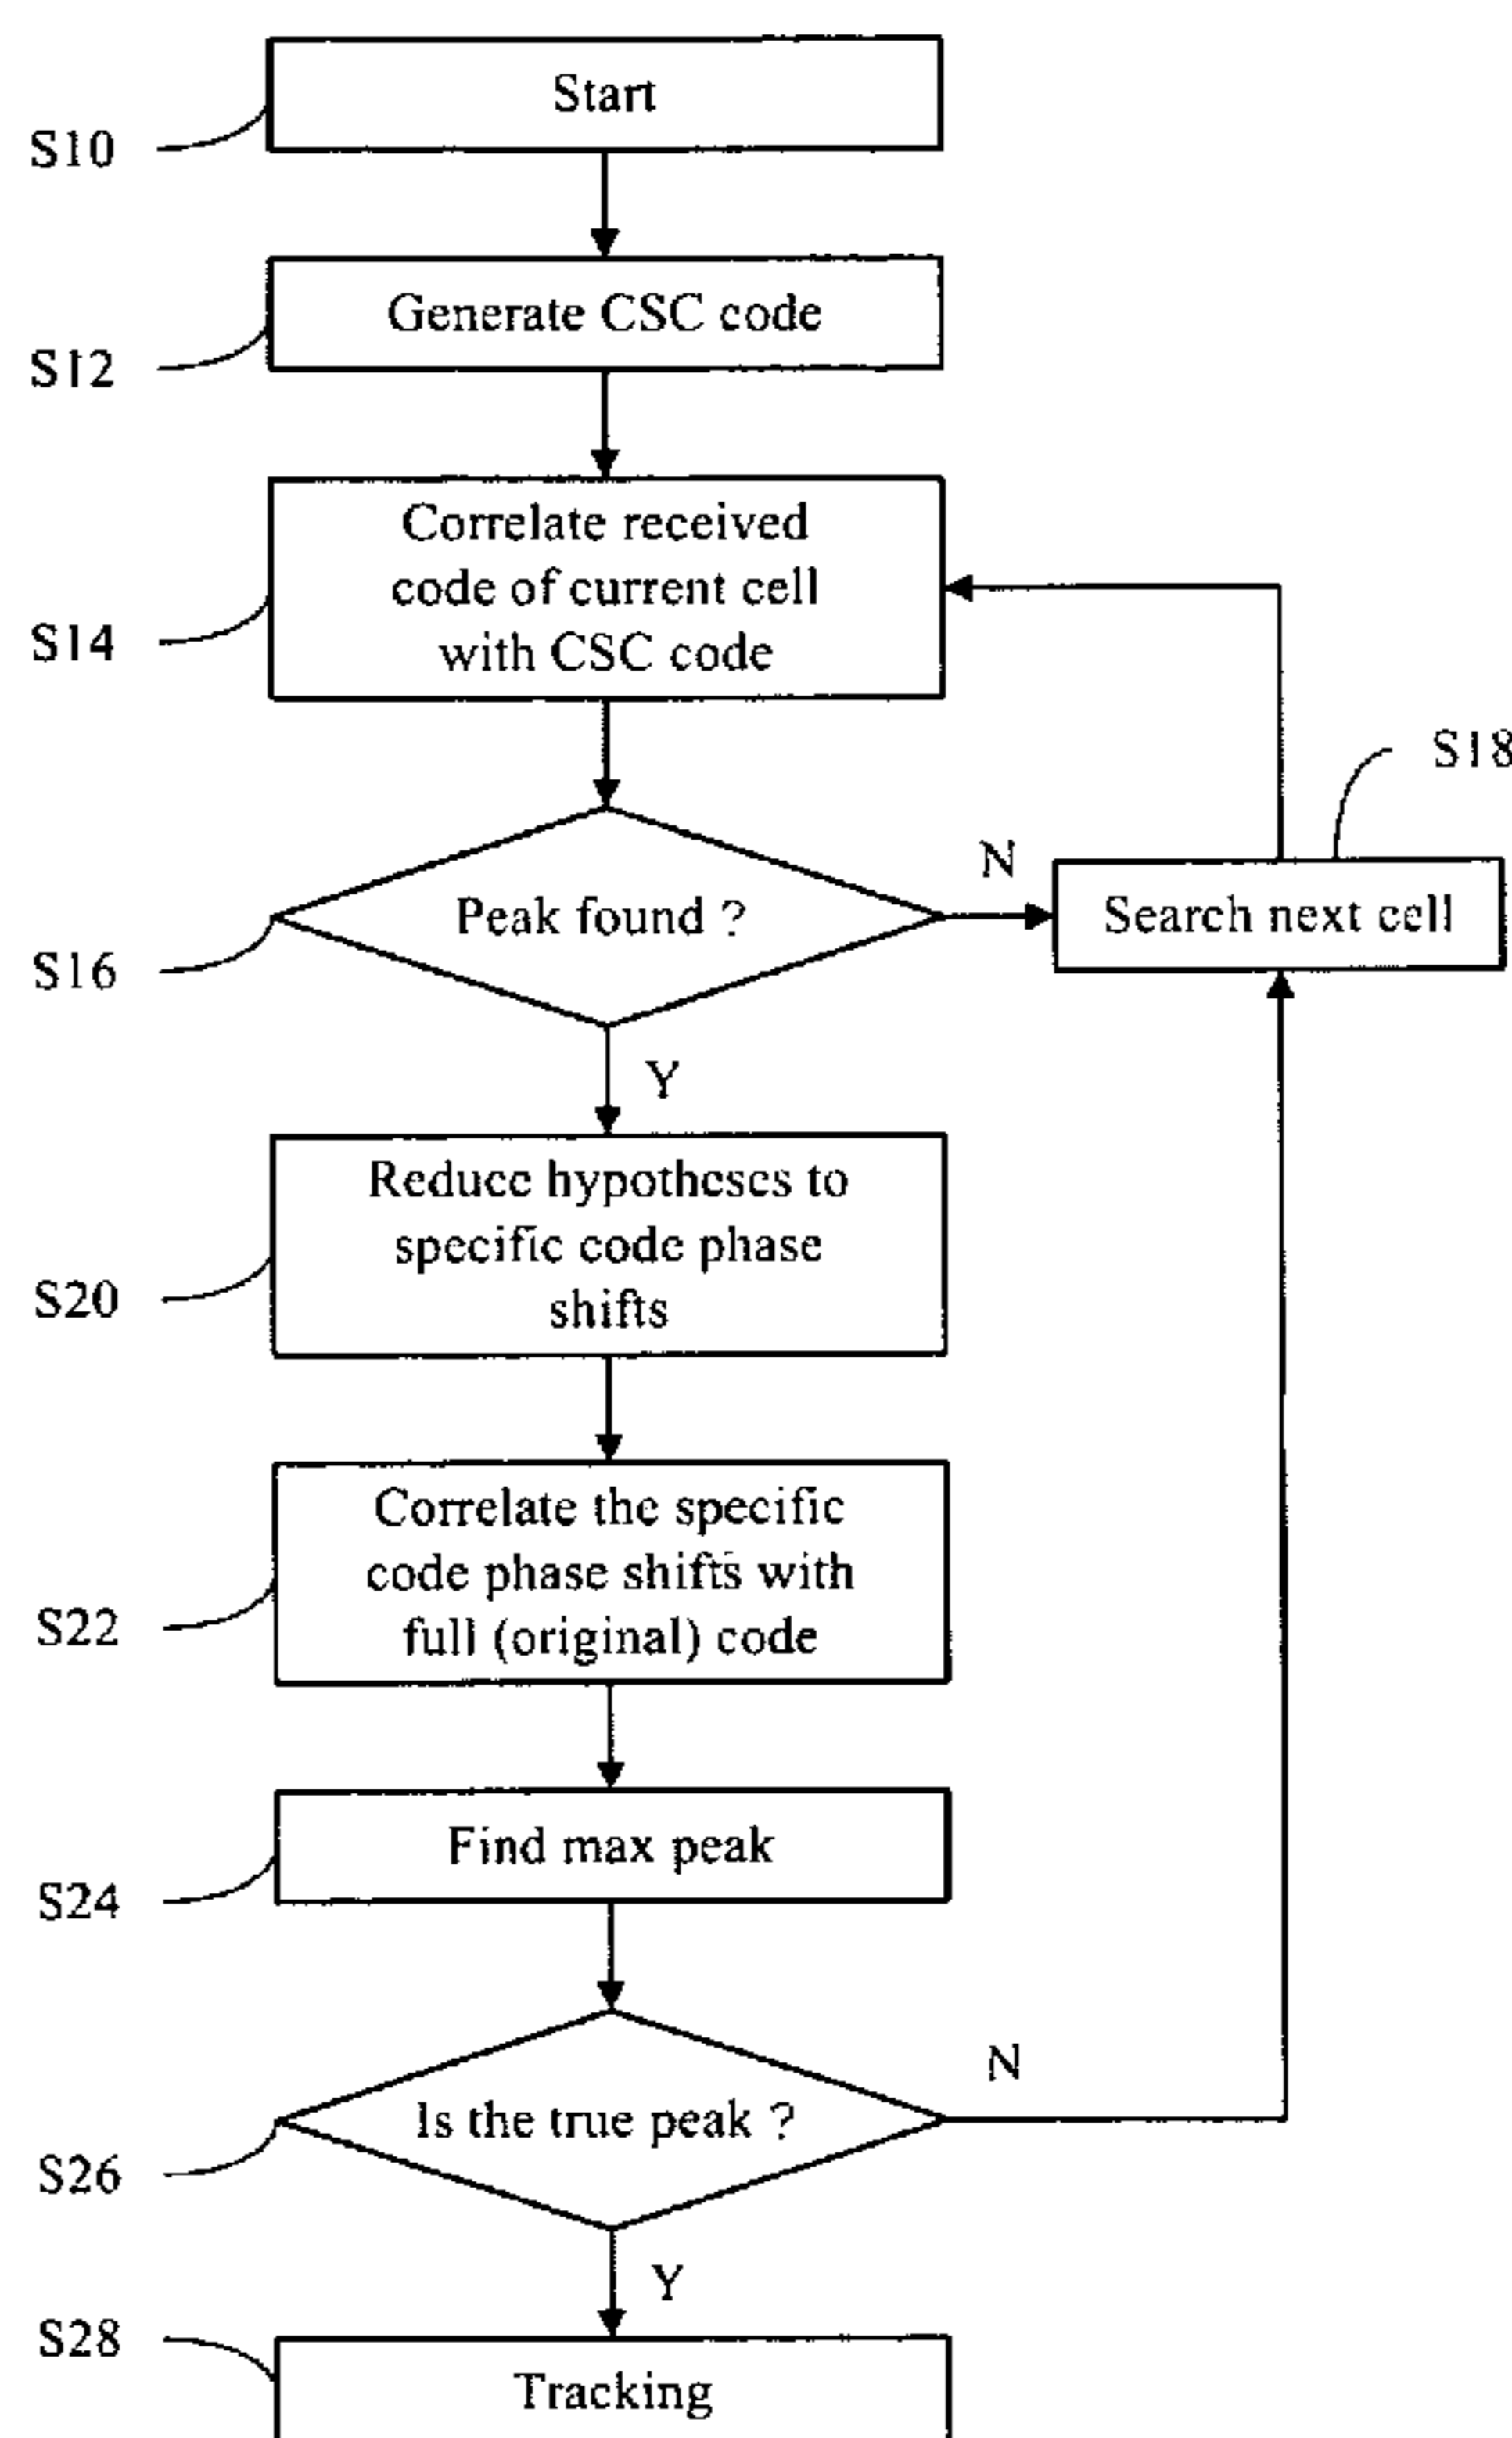 Start
S10
Generate CSC code
S12
Correlate received
code of current cell
with CSC code
S14
S18
N
Peak found ?
Search next cell
S16
Y
Reduce hypotheses to
specific code phase
shifts
S20
Correlate the specific
code phase shifts with
full (original) code
S22
Find max peak
S24
N
Is the true peak ?
S26
Y
S28
Tracking